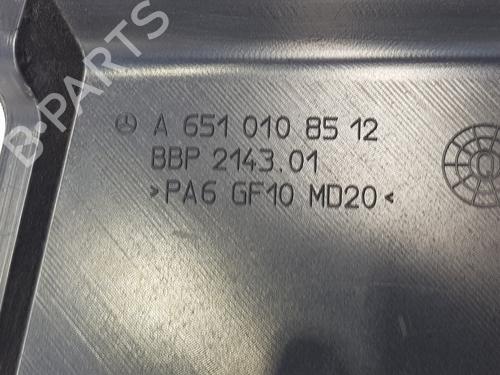 B-PARTS
A 651 010 85 12
BBP 2143.01
>PA6 GF10 MD20<